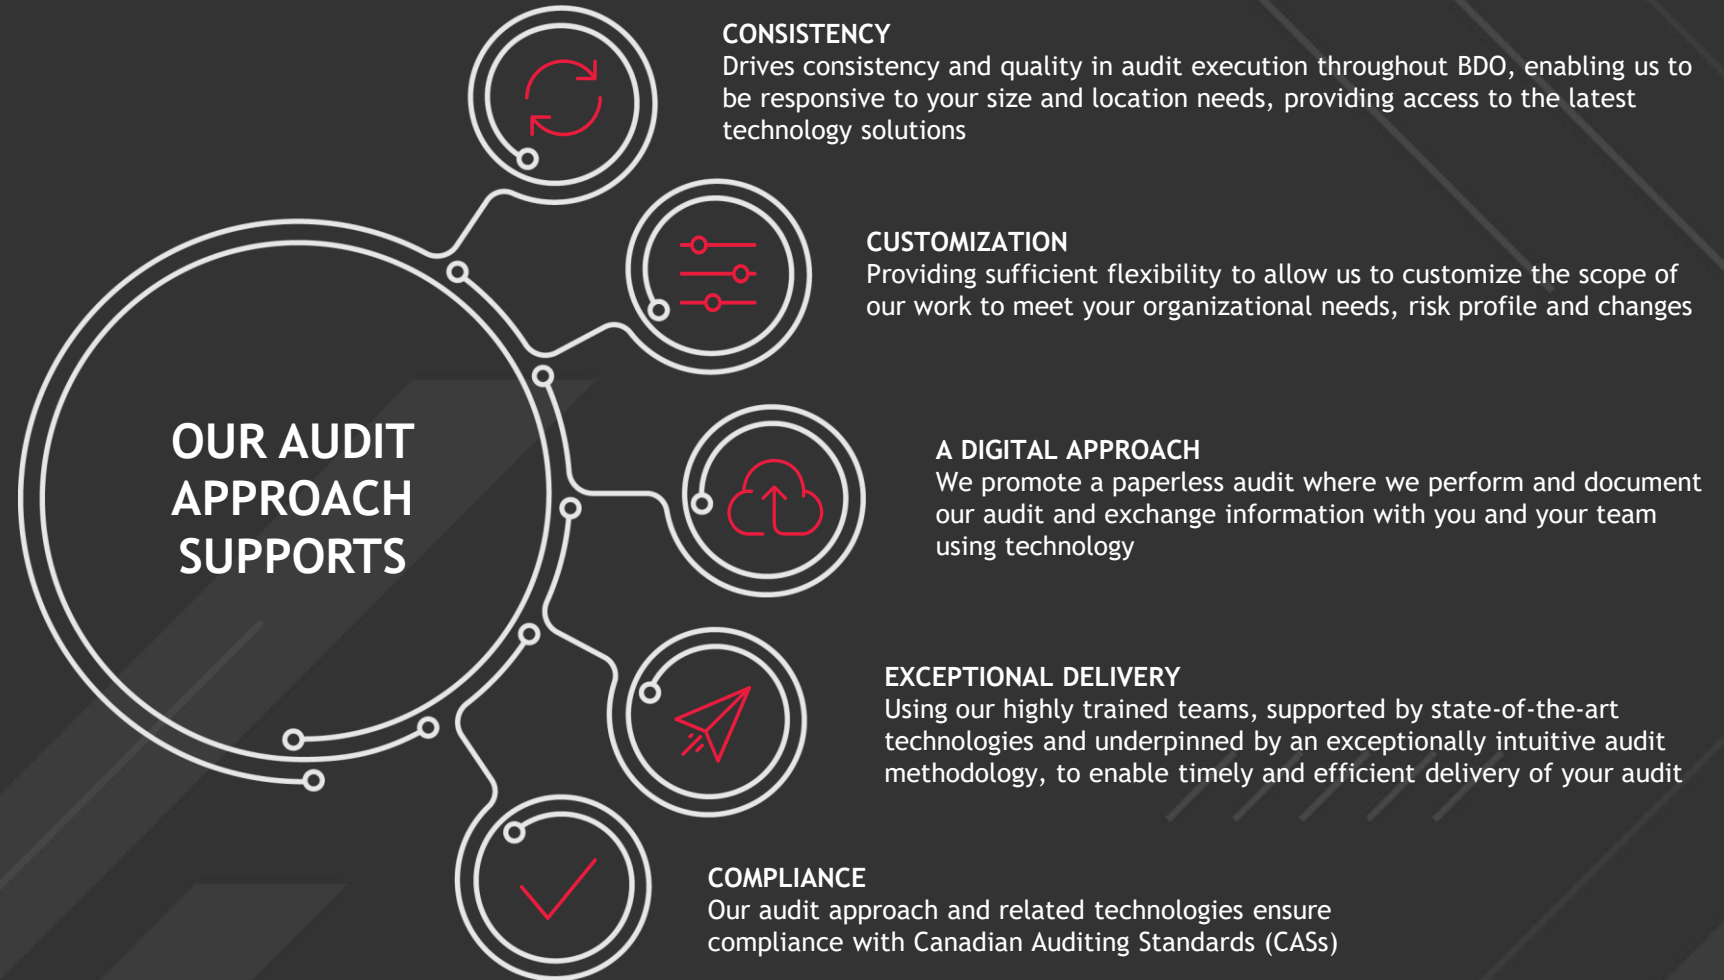 CONSISTENCY
Drives consistency and quality in audit execution throughout BDO, enabling us to
be responsive to your size and location needs, providing access to the latest
technology solutions
CUSTOMIZATION
Providing sufficient flexibility to allow us to customize the scope of
our work to meet your organizational needs, risk profile and changes
OUR AUDIT
APPROACH
SUPPORTS
A DIGITAL APPROACH
We promote a paperless audit where we perform and document
our audit and exchange information with you and your team
using technology
EXCEPTIONAL DELIVERY
Using our highly trained teams, supported by state-of-the-art
technologies and underpinned by an exceptionally intuitive audit
methodology, to enable timely and efficient delivery of your audit
COMPLIANCE
Our audit approach and related technologies ensure
compliance with Canadian Auditing Standards (CASs)